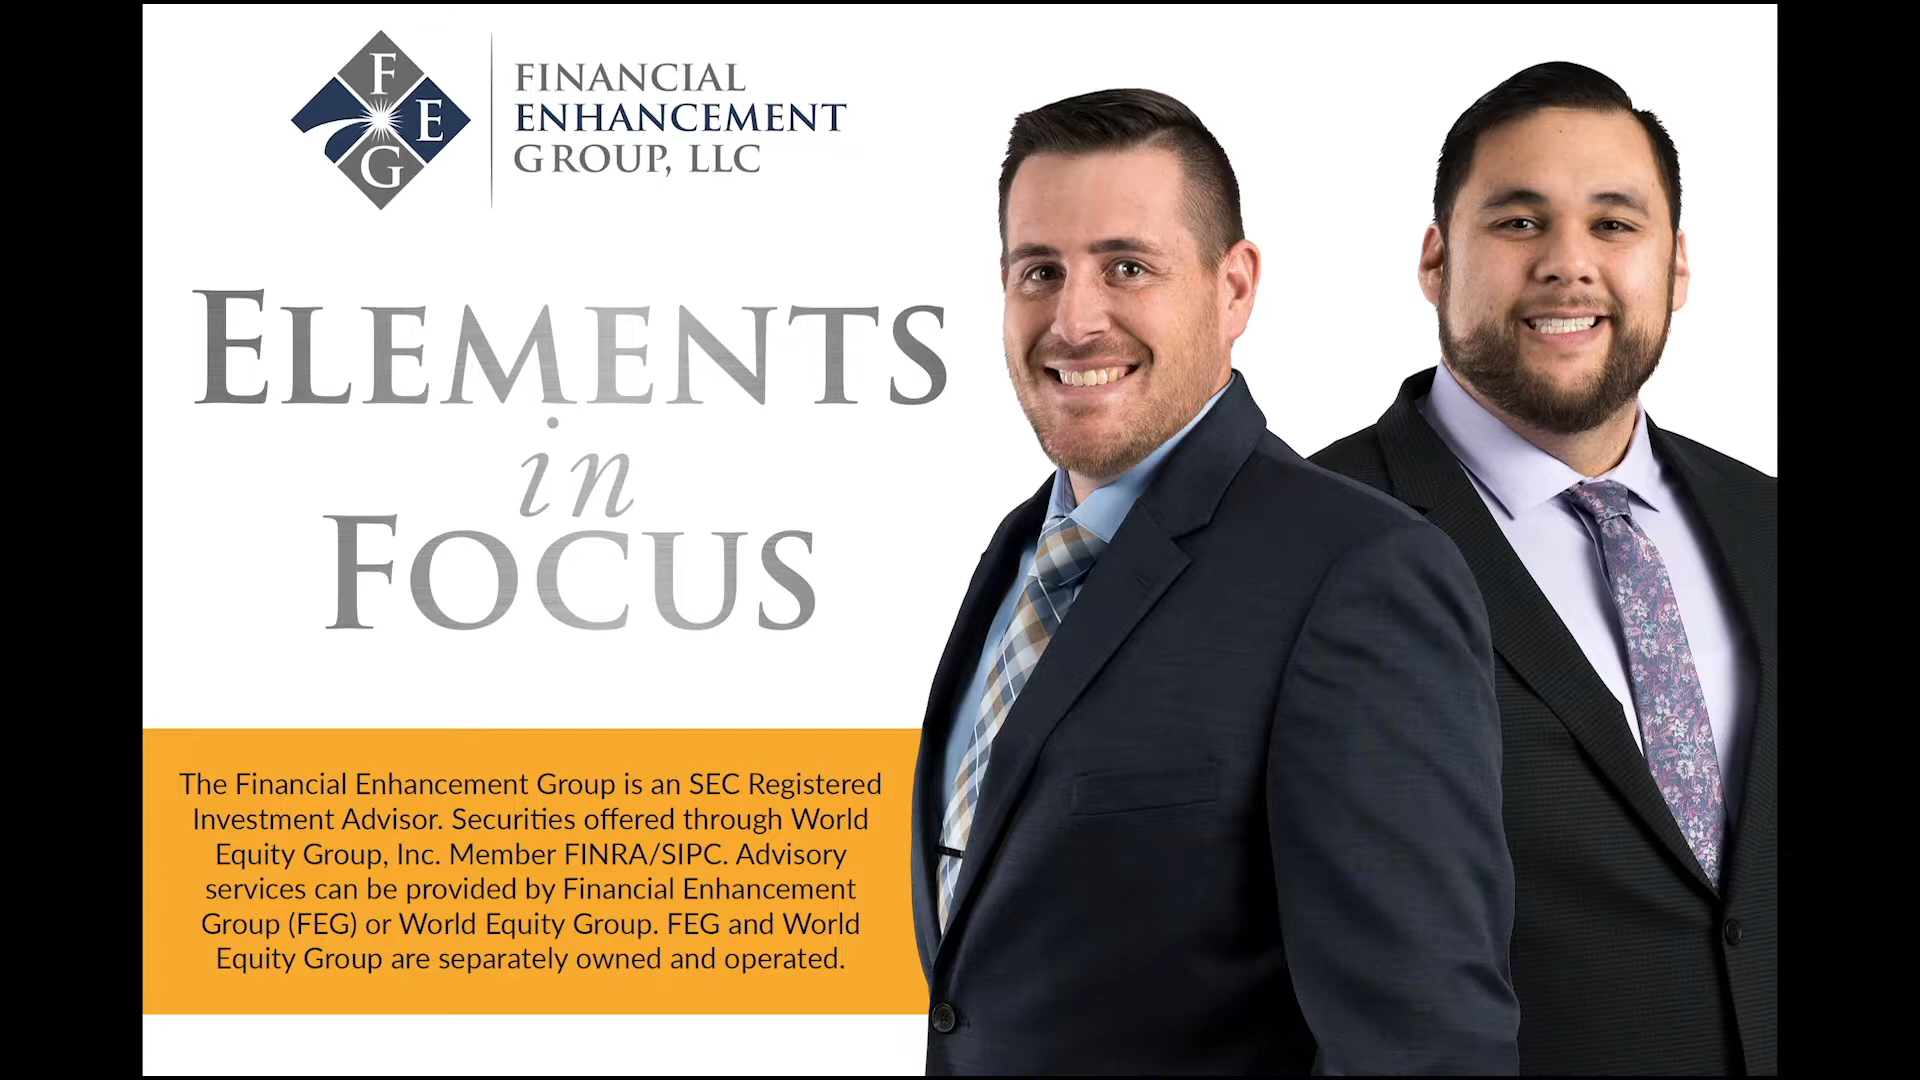 F
E
G
FINANCIAL
ENHANCEMENT
GROUP, LLC
ELEMENTS
in
FOCUS
The Financial Enhancement Group is an SEC Registered
Investment Advisor. Securities offered through World
Equity Group, Inc. Member FINRA/SIPC. Advisory
services can be provided by Financial Enhancement
Group (FEG) or World Equity Group. FEG and World
Equity Group are separately owned and operated.